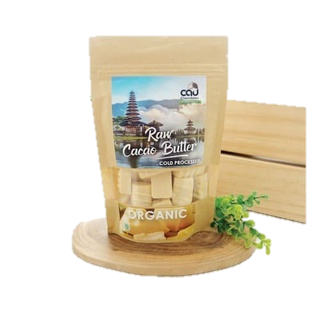 cau
Raw
Cacao Butter
COLD PROCESSED
ORGANIC